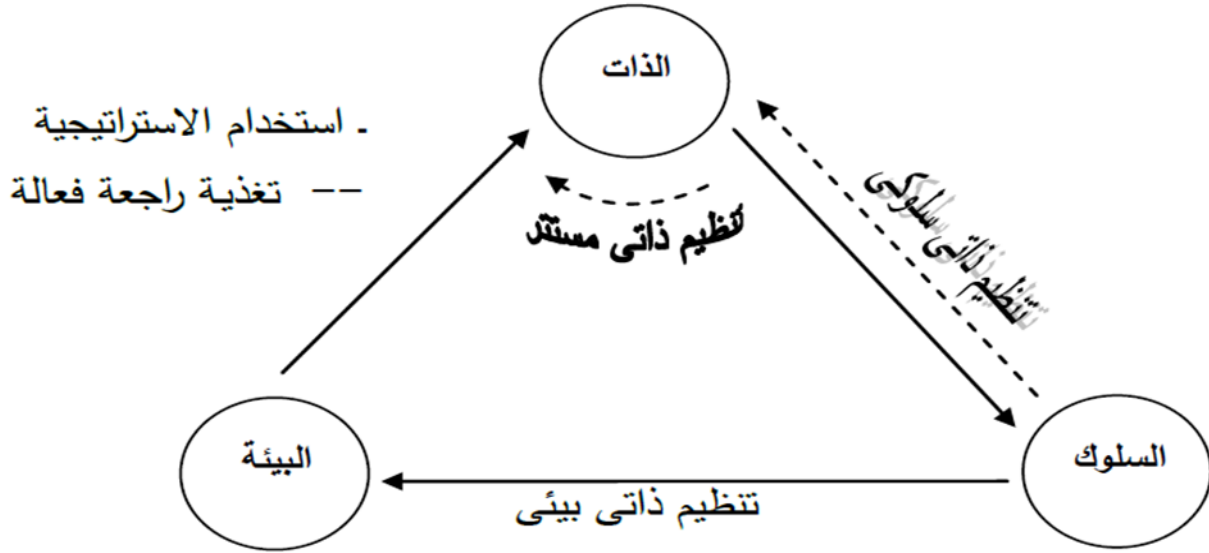 الذات
ـ استخدام الاستراتيجية
-- تغذية راجعة فعالة
تنظيم ذاتى سلوكى
تنظيم ذاتى مستتر
البيئة
السلوك
تنظيم ذاتى بيئى